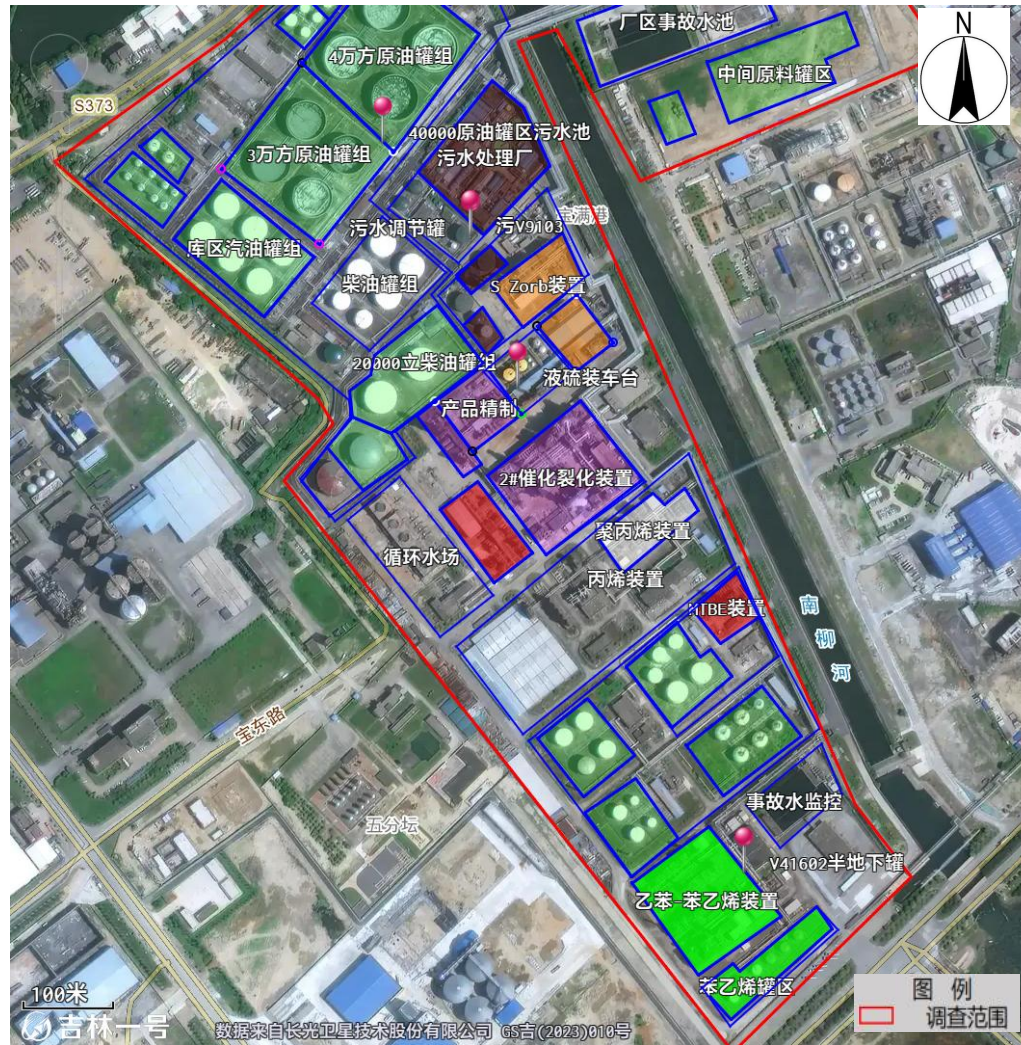 厂区事故水池
N
4万方原油罐组
中间原料罐区
S373
40000原油罐区污水池
3万方原油罐组
污水处理厂
宝满港
污水调节罐
污V9103
库区汽油罐组
柴油罐组
S Zorb装置
20000立柴油罐组
液硫装车台
产品精制
2#催化裂化装置
聚丙烯装置
循环水场
丙烯装置
MTBE装置
南柳河
宝东路
事故水监控
五分坛
V41602半地下罐
乙苯-苯乙烯装置
苯乙烯罐区
图 例
调查范围
100米
吉林一号
数据来自长光卫星技术股份有限公司 GS吉(2023)010号